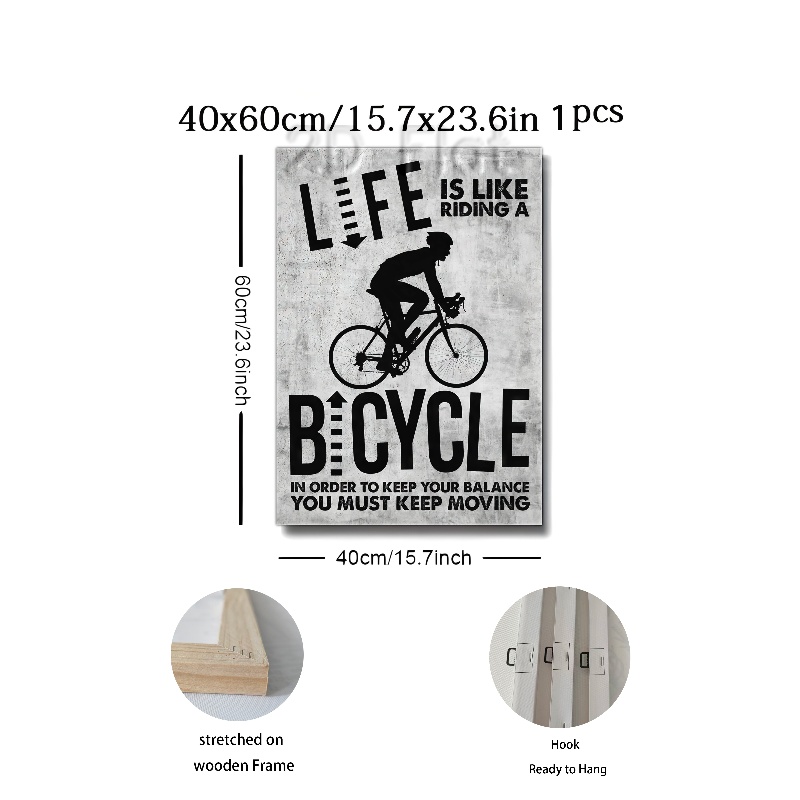 40x60cm/15.7x23.6in 1pcs
LIFE
IS LIKE
RIDING A
BICYCLE
IN ORDER TO KEEP YOUR BALANCE
YOU MUST KEEP MOVING
60cm/23.6inch
40cm/15.7inch
stretched on
wooden Frame
Hook
Ready to Hang